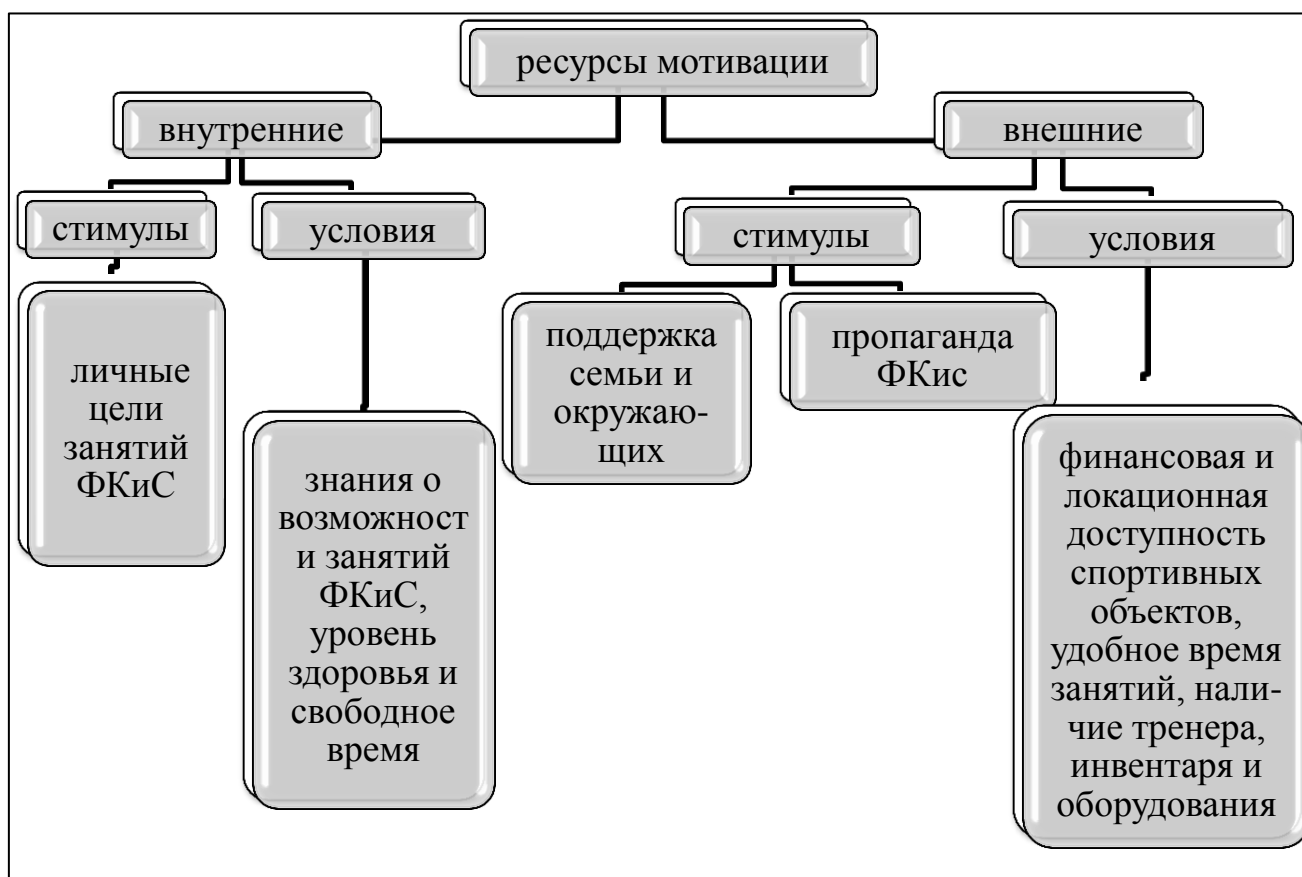 ресурсы мотивации
внутренние
внешние
стимулы
условия
стимулы
условия
личные
цели
занятий
ФКиС
знания о
возможност
и занятий
ФКиС,
уровень
здоровья и
свободное
время
поддержка
семьи и
окружаю-
щих
пропаганда
ФКис
финансовая и
локационная
доступность
спортивных
объектов,
удобное время
занятий, нали-
чие тренера,
инвентаря и
оборудования